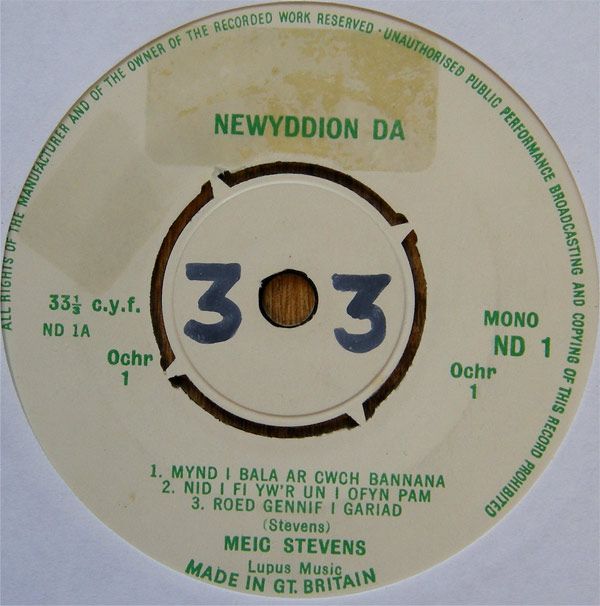 ALL RIGHTS OF THE MANUFACTURER AND OF THE OWNER OF THE RECORDED WORK RESERVED · UNAUTHORISED PUBLIC PERFORMANCE BROADCASTING AND COPYING OF THIS RECORD PROHIBITED
NEWYDDION DA
3 3
33⅓ c.y.f.
ND 1A
Ochr
1
MONO
ND 1
Ochr
1
1. MYND I BALA AR CWCH BANNANA
2. NID I FI YW'R UN I OFYN PAM
3. ROED GENNIF I GARIAD
(Stevens)
MEIC STEVENS
Lupus Music
MADE IN GT. BRITAIN